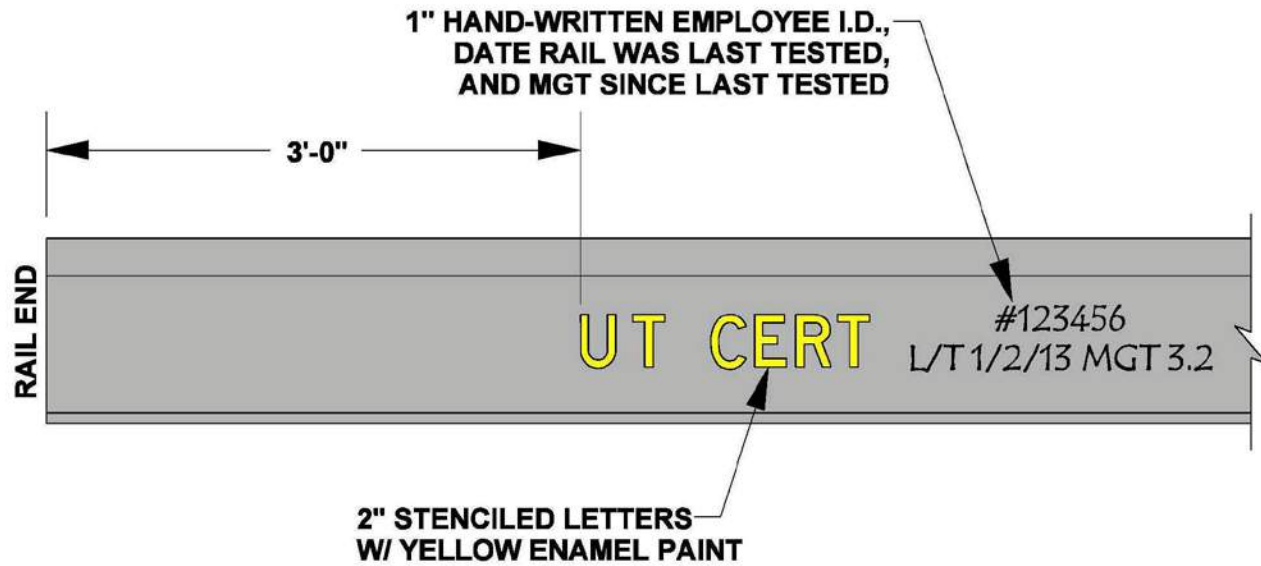 1" HAND-WRITTEN EMPLOYEE I.D.,
DATE RAIL WAS LAST TESTED,
AND MGT SINCE LAST TESTED
3'-0"
RAIL END
UT CERT
#123456
L/T 1/2/13 MGT 3.2
2" STENCILED LETTERS
W/ YELLOW ENAMEL PAINT